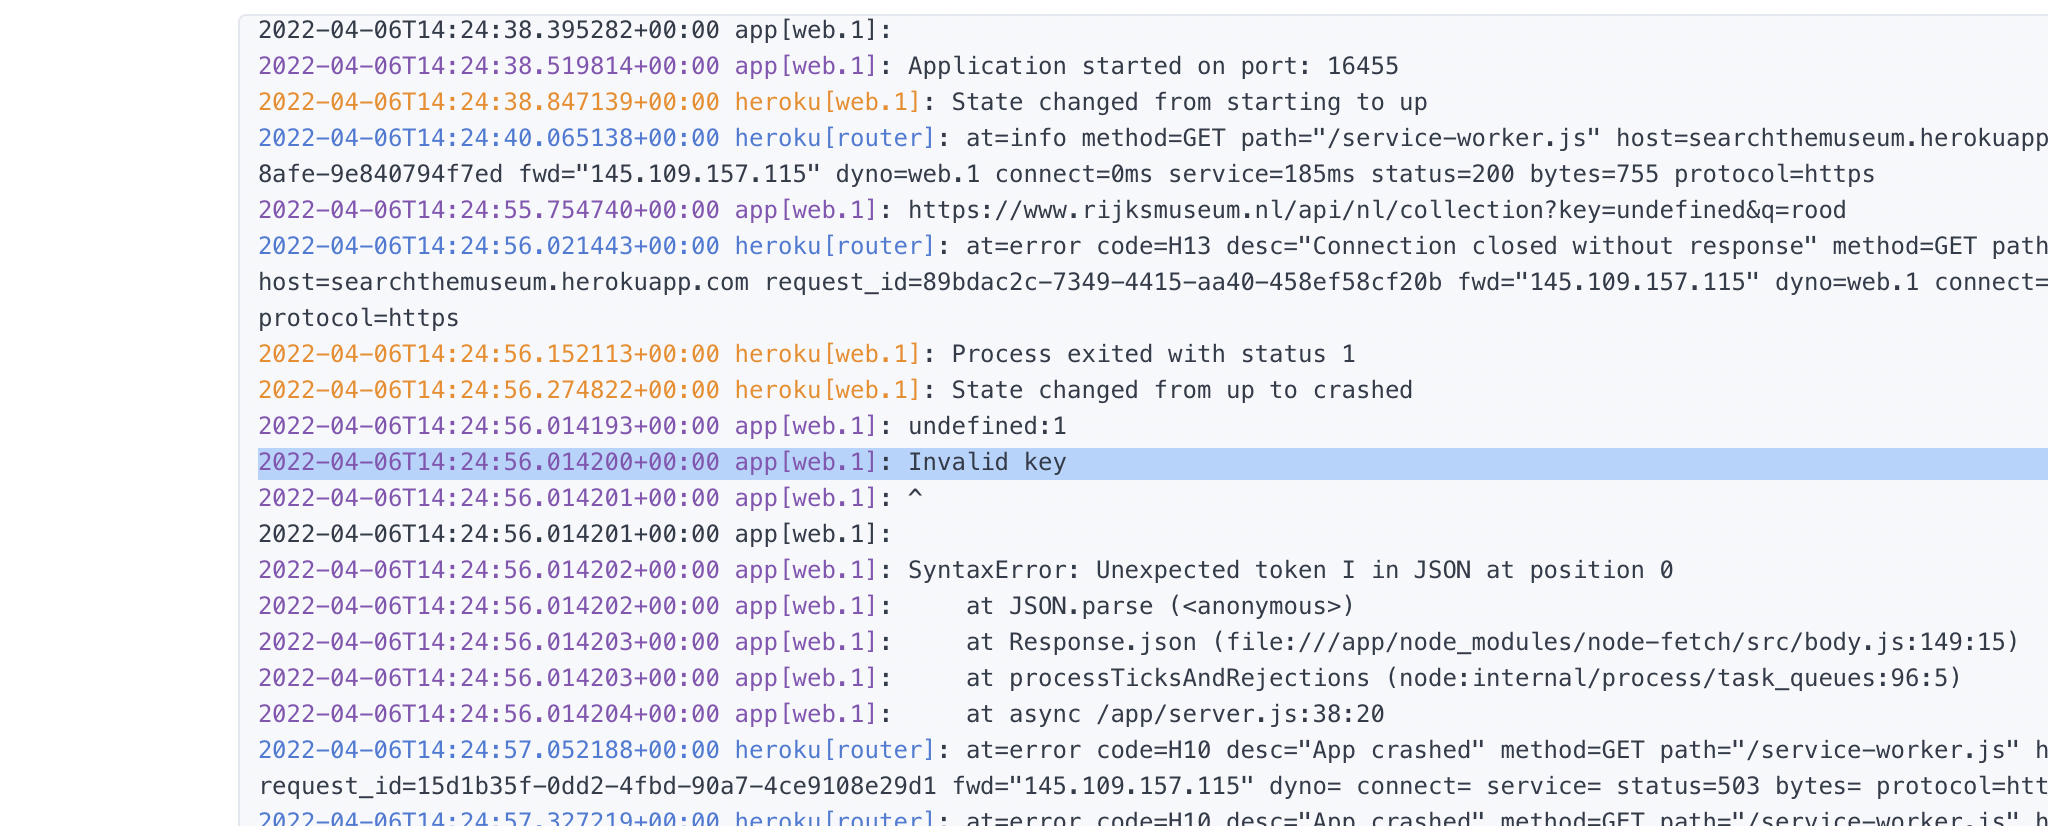 2022-04-06T14:24:38.395282+00:00 app[web.1]:
2022-04-06T14:24:38.519814+00:00 app[web.1]: Application started on port: 16455
2022-04-06T14:24:38.847139+00:00 heroku[web.1]: State changed from starting to up
2022-04-06T14:24:40.065138+00:00 heroku[router]: at=info method=GET path="/service-worker.js" host=searchthemuseum.herokuapp
8afe-9e840794f7ed fwd="145.109.157.115" dyno=web.1 connect=0ms service=185ms status=200 bytes=755 protocol=https
2022-04-06T14:24:55.754740+00:00 app[web.1]: https://www.rijksmuseum.nl/api/nl/collection?key=undefined&q=rood
2022-04-06T14:24:56.021443+00:00 heroku[router]: at=error code=H13 desc="Connection closed without response" method=GET path
host=searchthemuseum.herokuapp.com request_id=89bdac2c-7349-4415-aa40-458ef58cf20b fwd="145.109.157.115" dyno=web.1 connect=
protocol=https
2022-04-06T14:24:56.152113+00:00 heroku[web.1]: Process exited with status 1
2022-04-06T14:24:56.274822+00:00 heroku[web.1]: State changed from up to crashed
2022-04-06T14:24:56.014193+00:00 app[web.1]: undefined:1
2022-04-06T14:24:56.014200+00:00 app[web.1]: Invalid key
2022-04-06T14:24:56.014201+00:00 app[web.1]: ^
2022-04-06T14:24:56.014201+00:00 app[web.1]:
2022-04-06T14:24:56.014202+00:00 app[web.1]: SyntaxError: Unexpected token I in JSON at position 0
2022-04-06T14:24:56.014202+00:00 app[web.1]:     at JSON.parse (<anonymous>)
2022-04-06T14:24:56.014203+00:00 app[web.1]:     at Response.json (file:///app/node_modules/node-fetch/src/body.js:149:15)
2022-04-06T14:24:56.014203+00:00 app[web.1]:     at processTicksAndRejections (node:internal/process/task_queues:96:5)
2022-04-06T14:24:56.014204+00:00 app[web.1]:     at async /app/server.js:38:20
2022-04-06T14:24:57.052188+00:00 heroku[router]: at=error code=H10 desc="App crashed" method=GET path="/service-worker.js" h
request_id=15d1b35f-0dd2-4fbd-90a7-4ce9108e29d1 fwd="145.109.157.115" dyno= connect= service= status=503 bytes= protocol=htt
2022-04-06T14:24:57.327219+00:00 heroku[router]: at=error code=H10 desc="App crashed" method=GET path="/service-worker.js" h